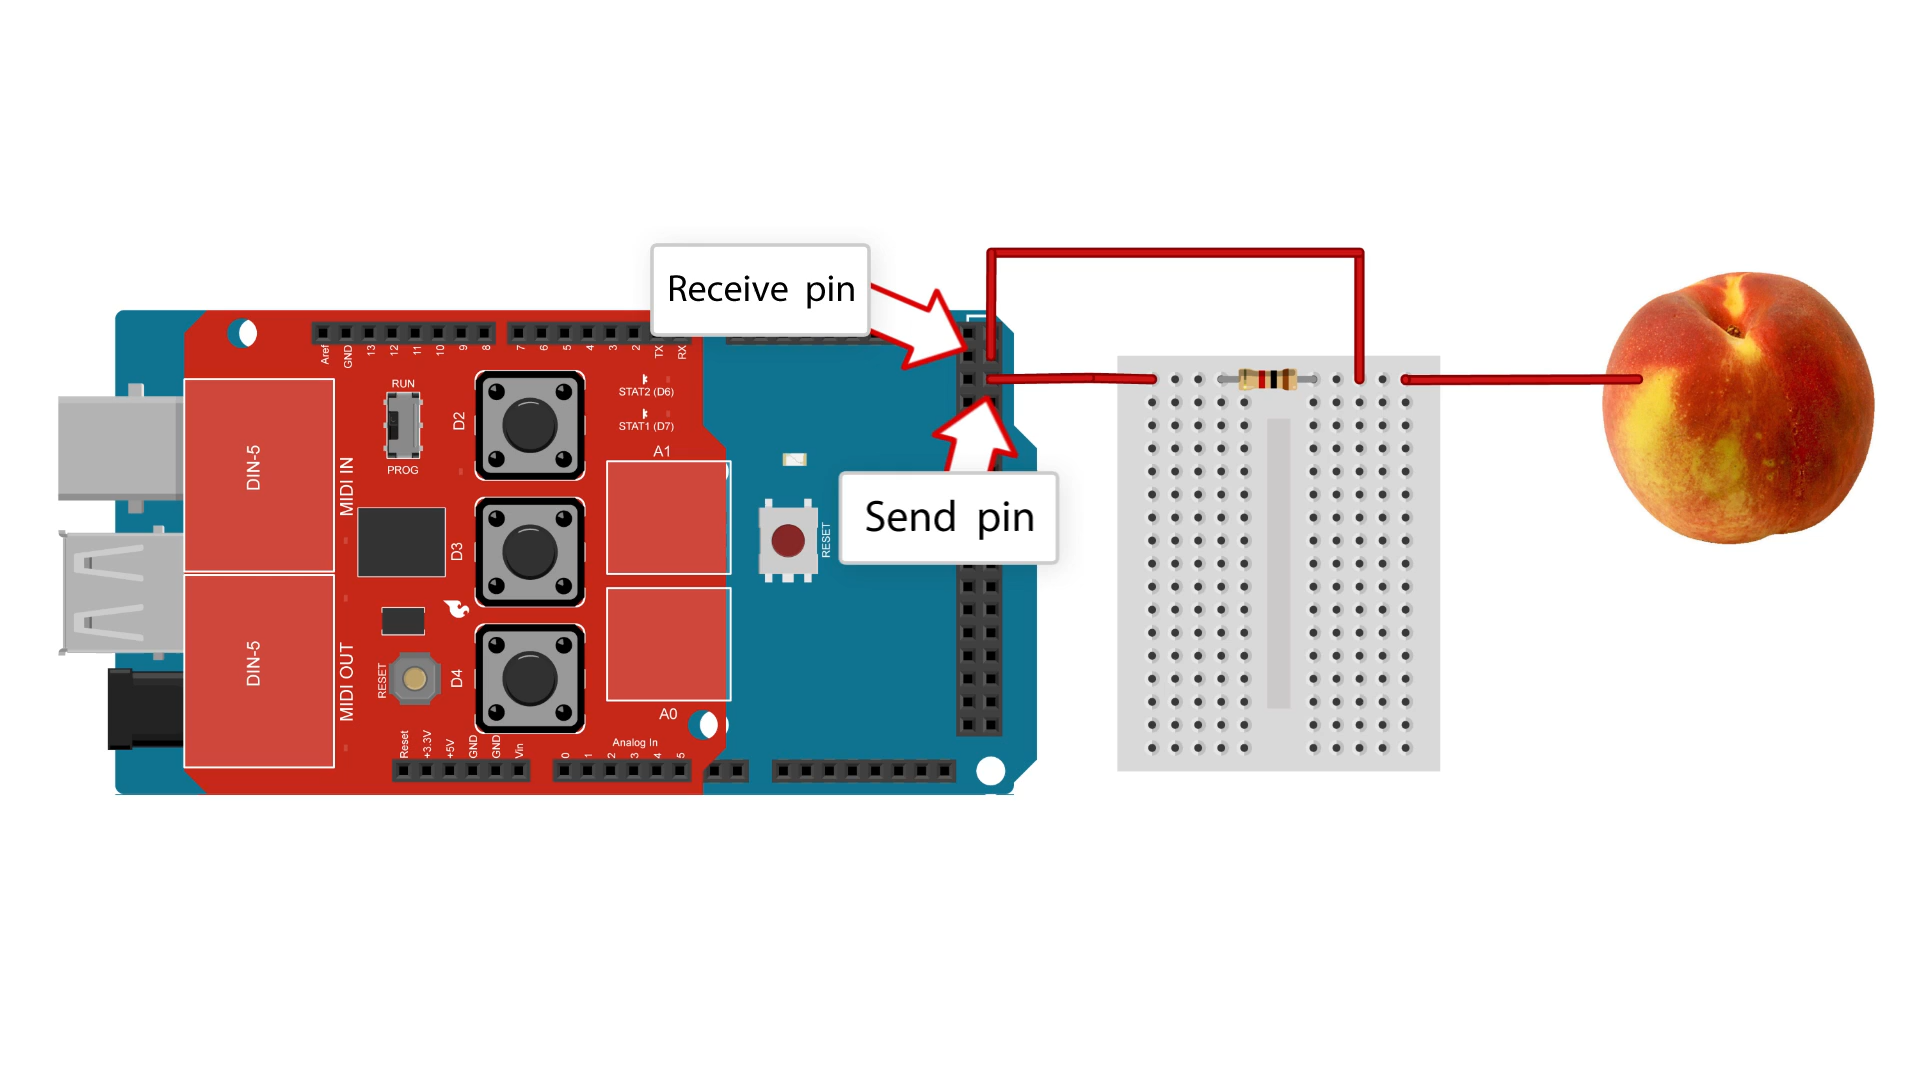 Receive pin
Send pin
Aref
GND
13
12
11
10
9
8
7
6
5
4
3
2
TX
RX
RUN
PROG
D2
STAT2 (D6)
STAT1 (D7)
A1
DIN-5
MIDI IN
D3
RESET
DIN-5
MIDI OUT
RESET
D4
A0
Reset
+3.3V
+5V
GND
GND
Vin
Analog In
0
1
2
3
4
5